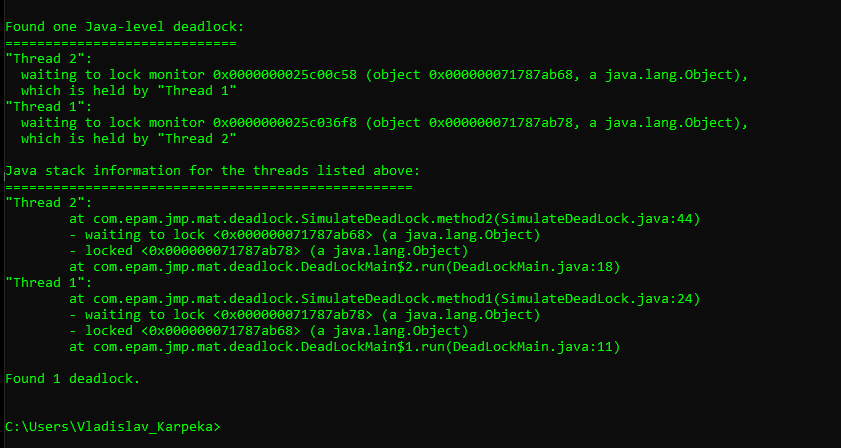 Found one Java-level deadlock:
=============================
"Thread 2":
  waiting to lock monitor 0x0000000025c00c58 (object 0x000000071787ab68, a java.lang.Object),
  which is held by "Thread 1"
"Thread 1":
  waiting to lock monitor 0x0000000025c036f8 (object 0x000000071787ab78, a java.lang.Object),
  which is held by "Thread 2"
Java stack information for the threads listed above:
===================================================
"Thread 2":
        at com.epam.jmp.mat.deadlock.SimulateDeadLock.method2(SimulateDeadLock.java:44)
        - waiting to lock <0x000000071787ab68> (a java.lang.Object)
        - locked <0x000000071787ab78> (a java.lang.Object)
        at com.epam.jmp.mat.deadlock.DeadLockMain$2.run(DeadLockMain.java:18)
"Thread 1":
        at com.epam.jmp.mat.deadlock.SimulateDeadLock.method1(SimulateDeadLock.java:24)
        - waiting to lock <0x000000071787ab78> (a java.lang.Object)
        - locked <0x000000071787ab68> (a java.lang.Object)
        at com.epam.jmp.mat.deadlock.DeadLockMain$1.run(DeadLockMain.java:11)
Found 1 deadlock.
C:\Users\Vladislav_Karpeka>